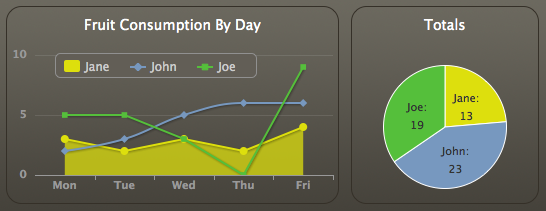 Fruit Consumption By Day
10
5
0
Jane
John
Joe
Mon Tue Wed Thu Fri
Totals
Jane:
13
Joe:
19
John:
23